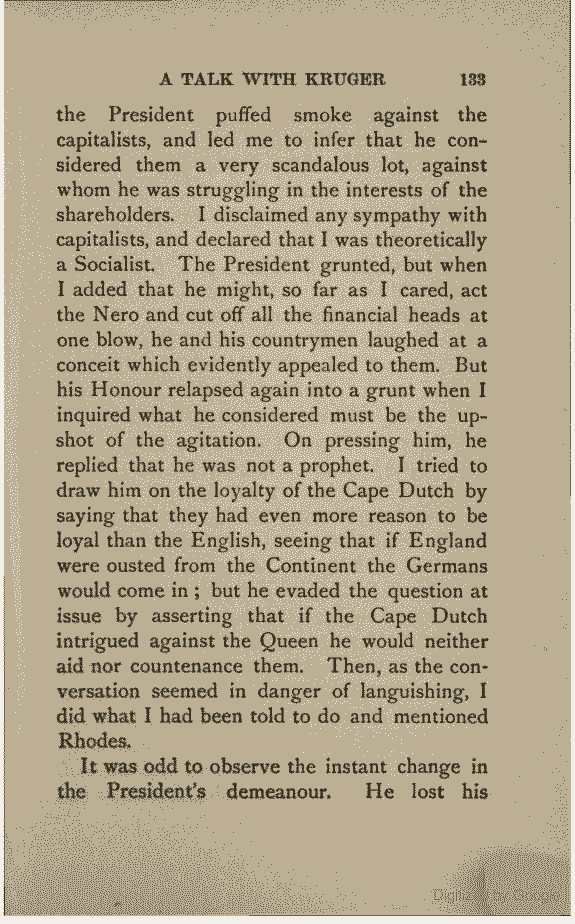 A TALK WITH KRUGER 133
the President puffed smoke against the
capitalists, and led me to infer that he con-
sidered them a very scandalous lot, against
whom he was struggling in the interests of the
shareholders. I disclaimed any sympathy with
capitalists, and declared that I was theoretically
a Socialist. The President grunted, but when
I added that he might, so far as I cared, act
the Nero and cut off all the financial heads at
one blow, he and his countrymen laughed at a
conceit which evidently appealed to them. But
his Honour relapsed again into a grunt when I
inquired what he considered must be the up-
shot of the agitation. On pressing him, he
replied that he was not a prophet. I tried to
draw him on the loyalty of the Cape Dutch by
saying that they had even more reason to be
loyal than the English, seeing that if England
were ousted from the Continent the Germans
would come in ; but he evaded the question at
issue by asserting that if the Cape Dutch
intrigued against the Queen he would neither
aid nor countenance them. Then, as the con-
versation seemed in danger of languishing, I
did what I had been told to do and mentioned
Rhodes.
It was odd to observe the instant change in
the President's demeanour. He lost his
Digitized by Google